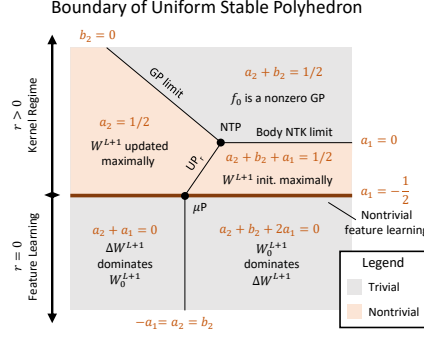 Boundary of Uniform Stable Polyhedron
b₂ = 0
r > 0
Kernel Regime
GP limit
a₂ + b₂ = 1/2
f₀ is a nonzero GP
a₂ = 1/2
W^{L+1} updated
maximally
NTP
Body NTK limit
a₁ = 0
UPᵣ
a₂ + b₂ + a₁ = 1/2
W^{L+1} init. maximally
a₁ = −1/2
μP
Nontrivial
feature learning
r = 0
Feature Learning
a₂ + a₁ = 0
ΔW^{L+1}
dominates
W₀^{L+1}
a₂ + b₂ + 2a₁ = 0
W₀^{L+1}
dominates
ΔW^{L+1}
−a₁ = a₂ = b₂
Legend
Trivial
Nontrivial